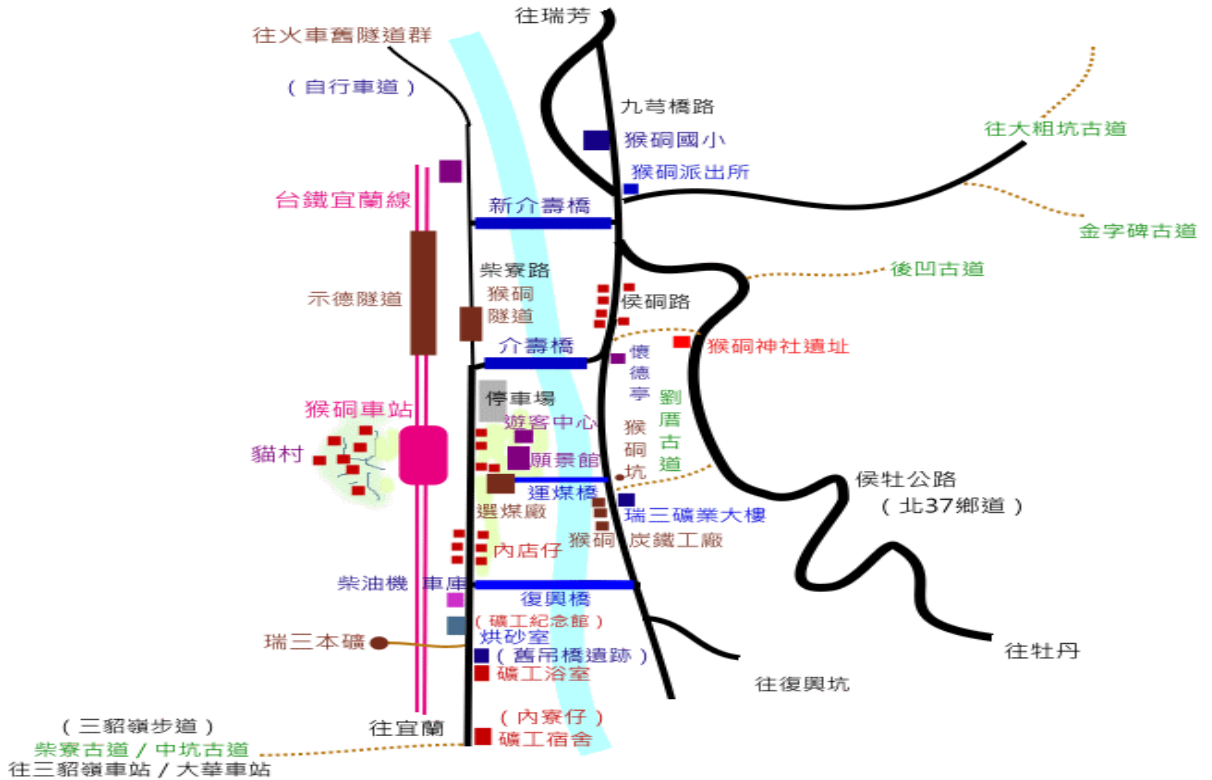 往瑞芳
往火車舊隧道群
（自行車道）
九芎橋路
猴硐國小
往大粗坑古道
猴硐派出所
台鐵宜蘭線
新介壽橋
金字碑古道
柴寮路
後凹古道
示德隧道
猴硐
隧道
侯硐路
介壽橋
懷德亭
猴硐神社遺址
停車場
劉厝古道
猴硐車站
遊客中心
猴硐坑
貓村
願景館
運煤橋
侯牡公路
（北37鄉道）
選煤廠
瑞三礦業大樓
猴硐 炭鐵工廠
內店仔
柴油機 車庫
復興橋
（礦工紀念館）
烘砂室
瑞三本礦
（舊吊橋遺跡）
往牡丹
礦工浴室
往復興坑
（內寮仔）
（三貂嶺步道）
往宜蘭
礦工宿舍
柴寮古道 / 中坑古道
往三貂嶺車站 / 大華車站